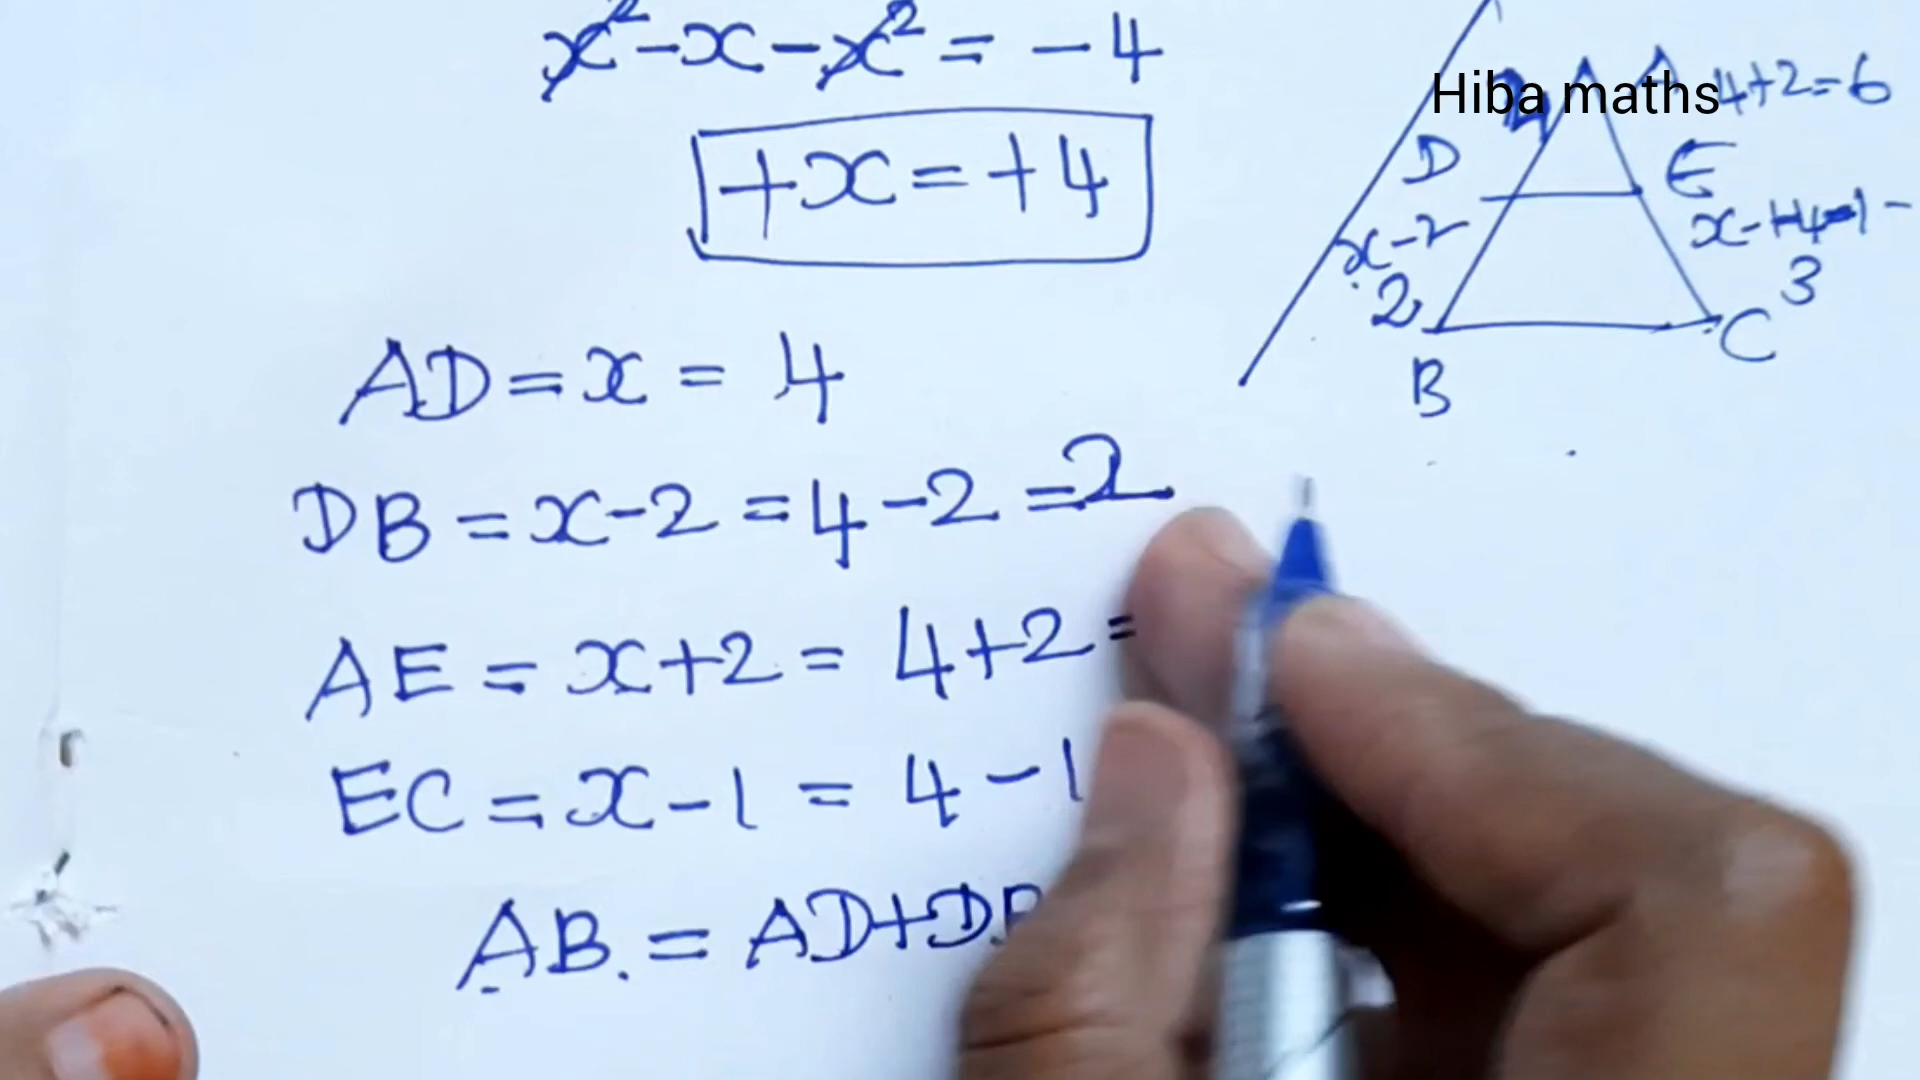 x² - x - x² = -4
+x = +4
AD = x = 4
DB = x-2 = 4-2 = 2
AE = x+2 = 4+2 =
EC = x-1 = 4-1
AB. = AD+DB
Hiba maths
4+2=6
D
E
x-2
2
3
B
C